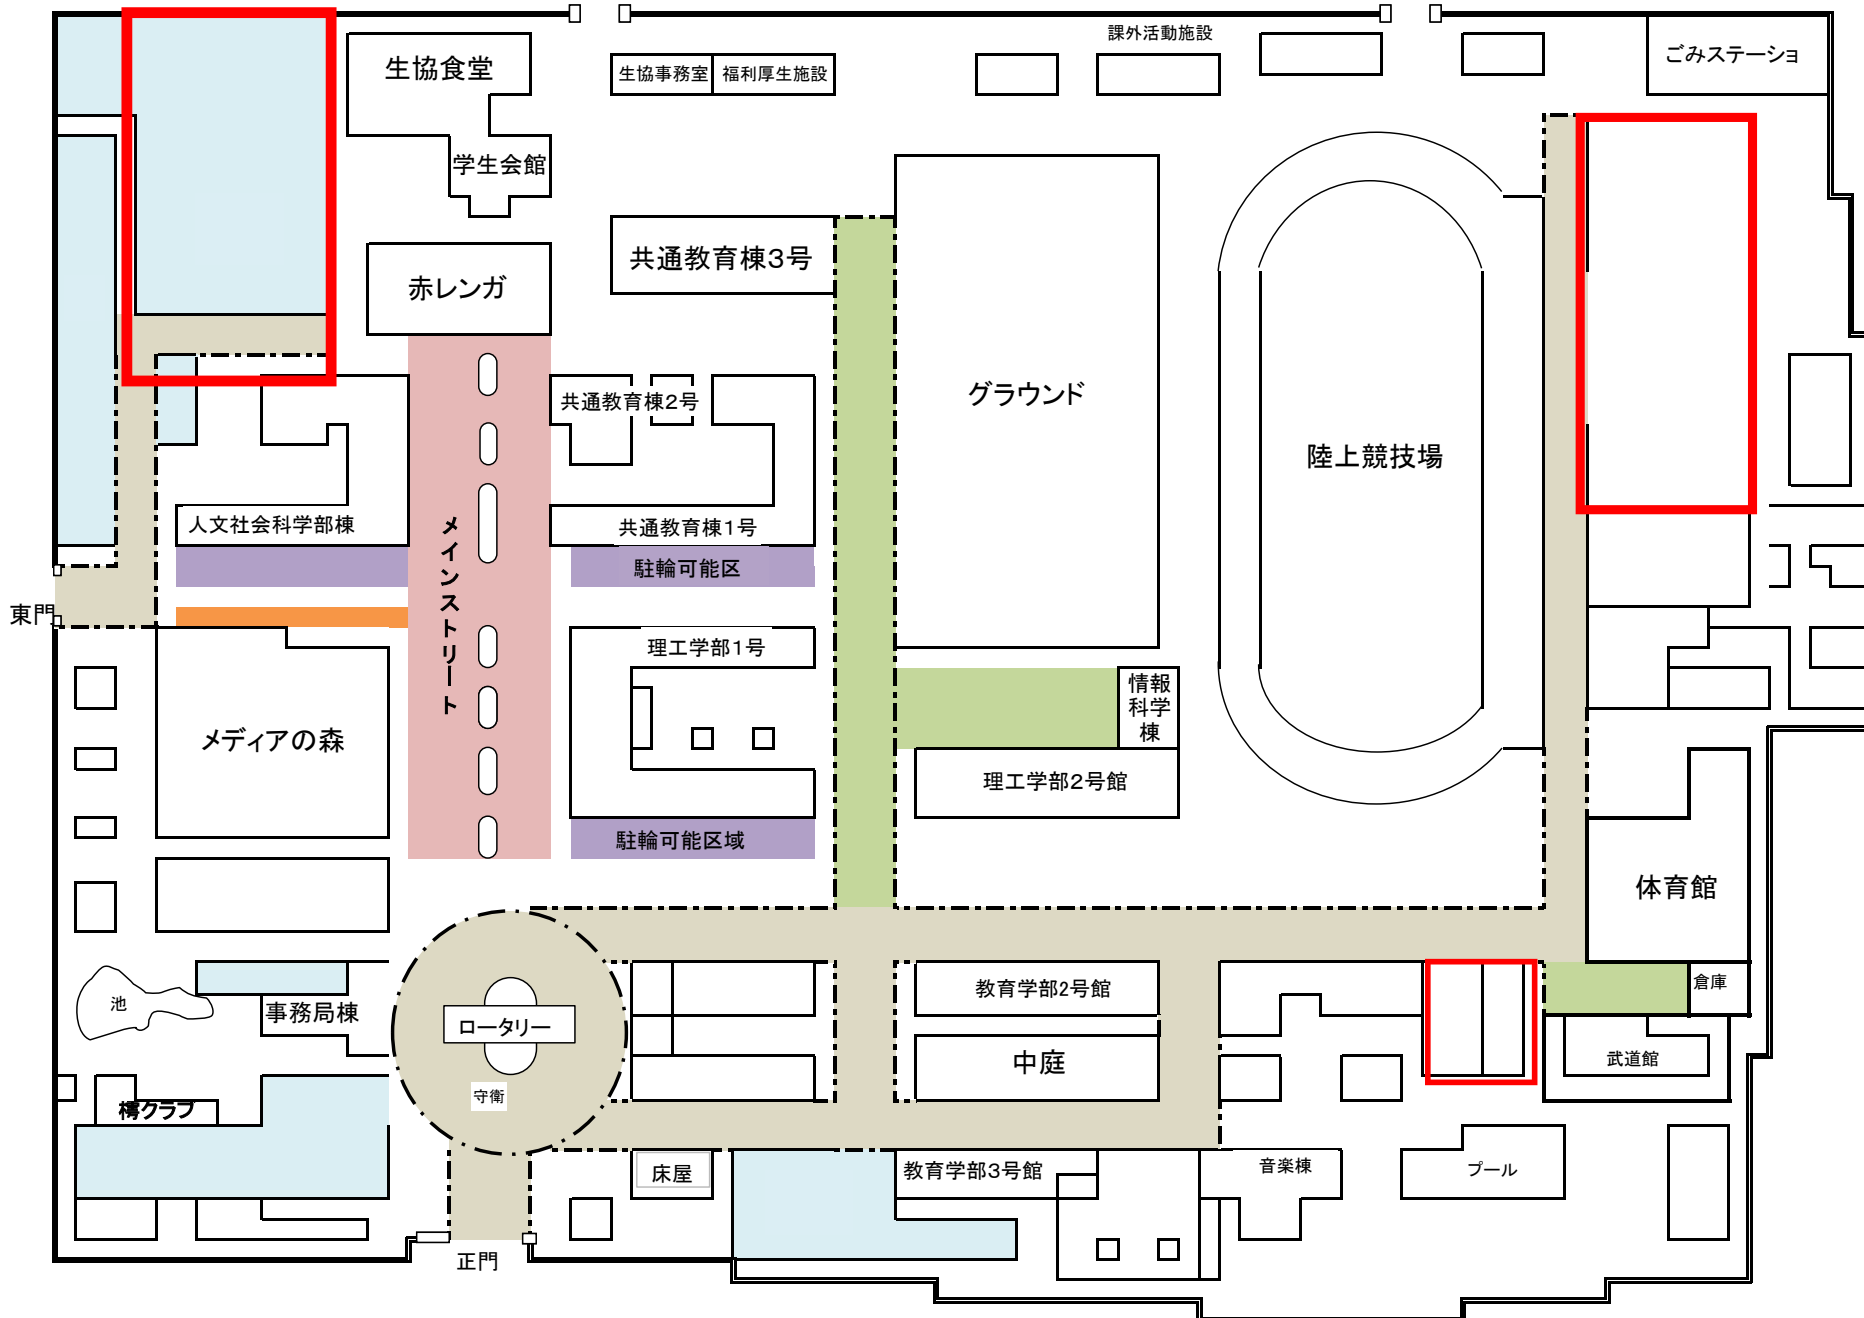 課外活動施設
生協食堂
生協事務室
福利厚生施設
ごみステーショ
学生会館
共通教育棟3号
赤レンガ
共通教育棟2号
グラウンド
陸上競技場
人文社会科学部棟
共通教育棟1号
メインストリート
駐輪可能区
東門
理工学部1号
情報
科学
棟
メディアの森
理工学部2号館
駐輪可能区域
体育館
池
事務局棟
ロータリー
教育学部2号館
倉庫
中庭
武道館
守衛
樗クラブ
床屋
教育学部3号館
音楽棟
プール
正門